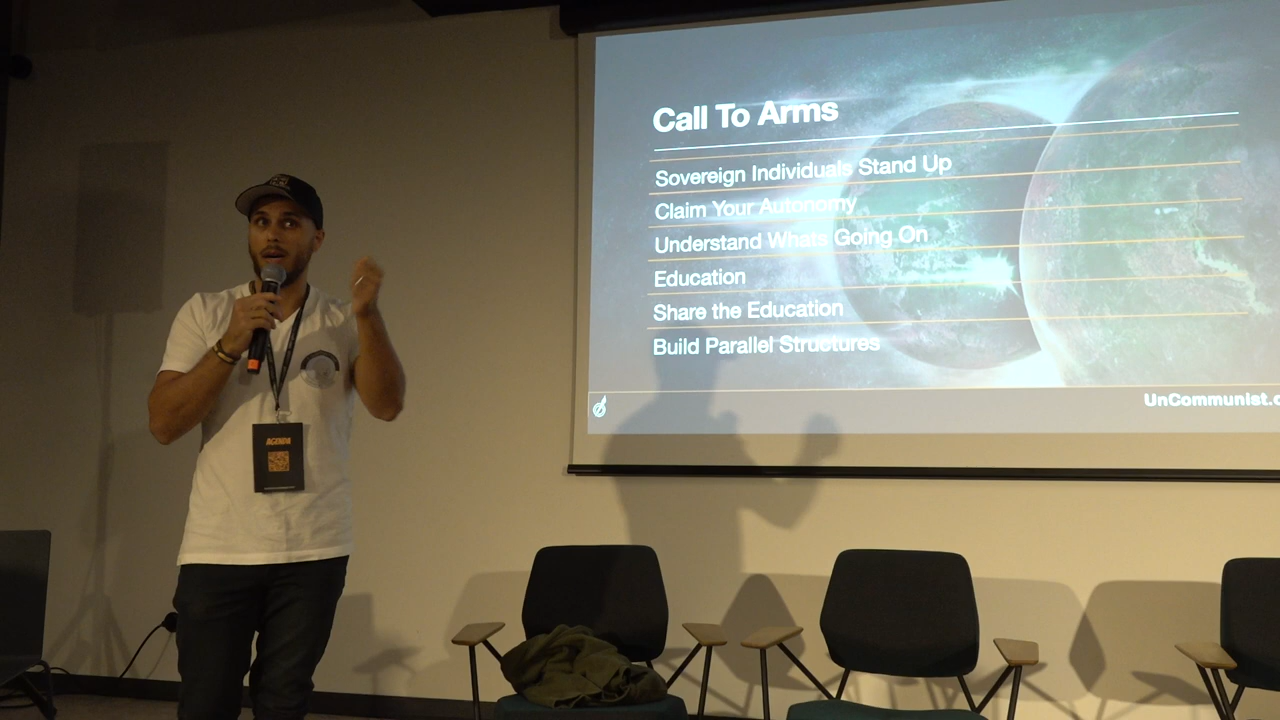 Call To Arms
Sovereign Individuals Stand Up
Claim Your Autonomy
Understand Whats Going On
Education
Share the Education
Build Parallel Structures
UnCommunist.c
AGENDA